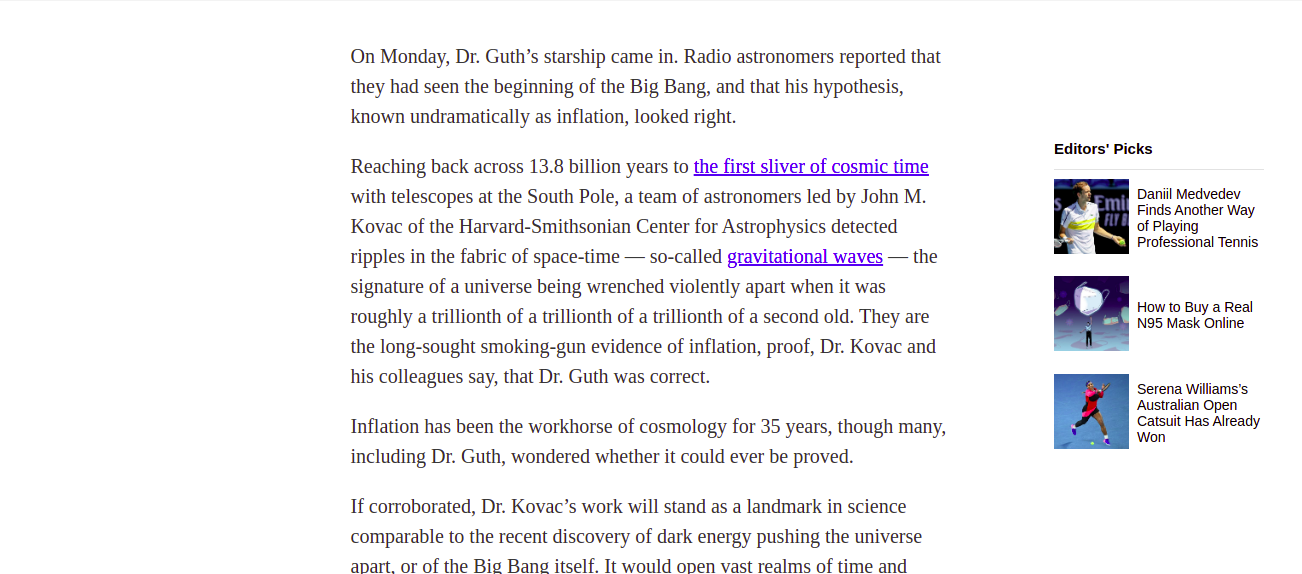 On Monday, Dr. Guth’s starship came in. Radio astronomers reported that
they had seen the beginning of the Big Bang, and that his hypothesis,
known undramatically as inflation, looked right.
Reaching back across 13.8 billion years to the first sliver of cosmic time
with telescopes at the South Pole, a team of astronomers led by John M.
Kovac of the Harvard-Smithsonian Center for Astrophysics detected
ripples in the fabric of space-time — so-called gravitational waves — the
signature of a universe being wrenched violently apart when it was
roughly a trillionth of a trillionth of a trillionth of a second old. They are
the long-sought smoking-gun evidence of inflation, proof, Dr. Kovac and
his colleagues say, that Dr. Guth was correct.
Inflation has been the workhorse of cosmology for 35 years, though many,
including Dr. Guth, wondered whether it could ever be proved.
If corroborated, Dr. Kovac’s work will stand as a landmark in science
comparable to the recent discovery of dark energy pushing the universe
apart, or of the Big Bang itself. It would open vast realms of time and
Editors' Picks
Daniil Medvedev
Finds Another Way
of Playing
Professional Tennis
How to Buy a Real
N95 Mask Online
Serena Williams’s
Australian Open
Catsuit Has Already
Won